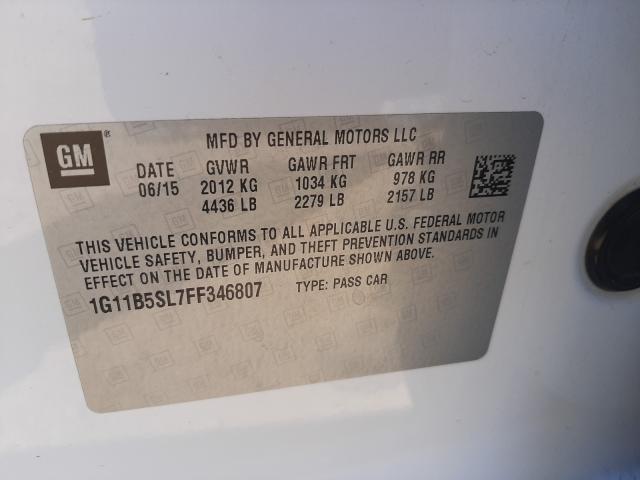 GM ®
MFD BY GENERAL MOTORS LLC
DATE GVWR GAWR FRT GAWR RR
06/15 2012 KG 1034 KG 978 KG
4436 LB 2279 LB 2157 LB
THIS VEHICLE CONFORMS TO ALL APPLICABLE U.S. FEDERAL MOTOR
VEHICLE SAFETY, BUMPER, AND THEFT PREVENTION STANDARDS IN
EFFECT ON THE DATE OF MANUFACTURE SHOWN ABOVE.
1G11B5SL7FF346807 TYPE: PASS CAR